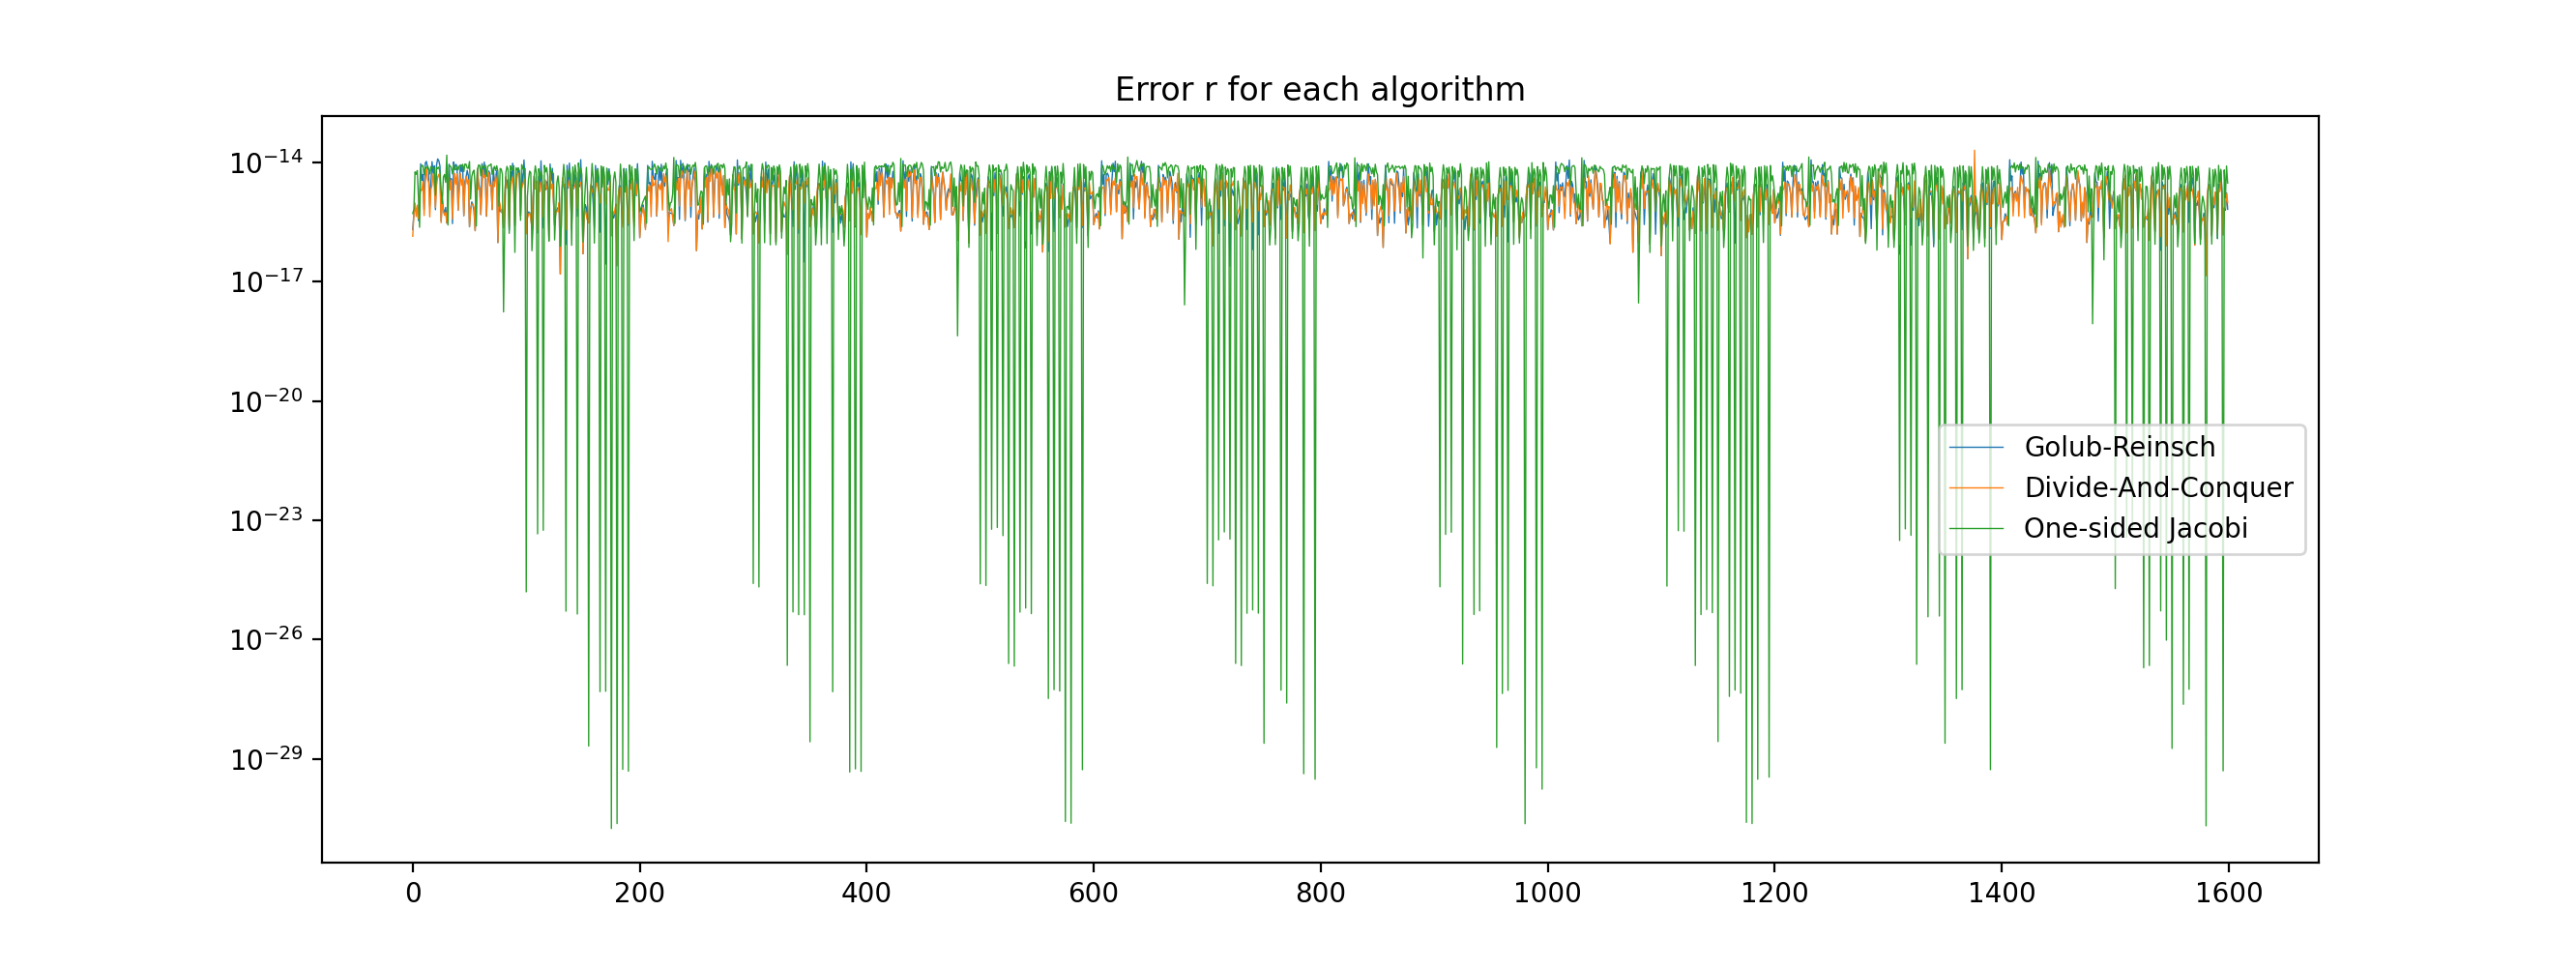 Error r for each algorithm
10⁻¹⁴
10⁻¹⁷
10⁻²⁰
10⁻²³
10⁻²⁶
10⁻²⁹
Golub-Reinsch
Divide-And-Conquer
One-sided Jacobi
0 200 400 600 800 1000 1200 1400 1600